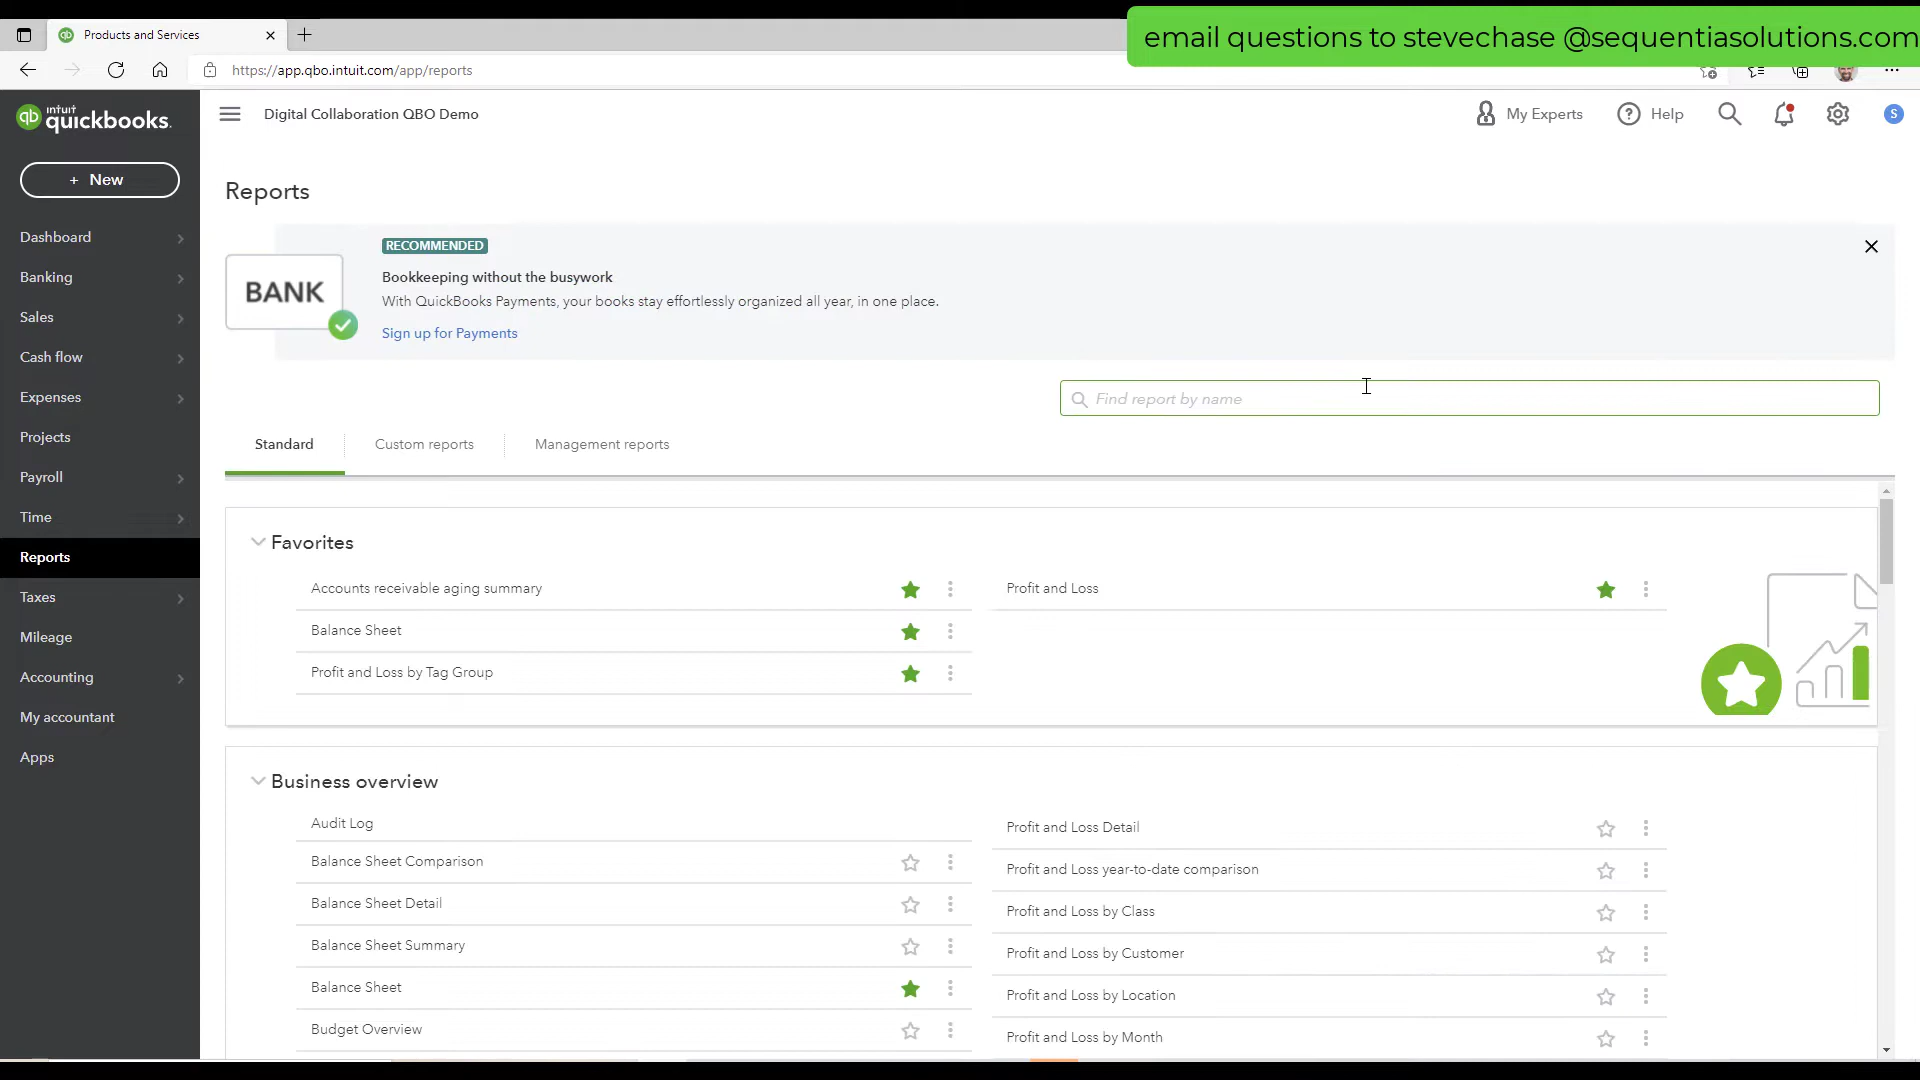 Products and Services
email questions to stevechase @sequentiasolutions.com
https://app.qbo.intuit.com/app/reports
intuit
quickbooks.
Digital Collaboration QBO Demo
My Experts
Help
S
+ New
Reports
Dashboard
Banking
Sales
Cash flow
Expenses
Projects
Payroll
Time
Reports
Taxes
Mileage
Accounting
My accountant
Apps
BANK
RECOMMENDED
Bookkeeping without the busywork
With QuickBooks Payments, your books stay effortlessly organized all year, in one place.
Sign up for Payments
Find report by name
Standard
Custom reports
Management reports
Favorites
Accounts receivable aging summary
Balance Sheet
Profit and Loss by Tag Group
Profit and Loss
Business overview
Audit Log
Balance Sheet Comparison
Balance Sheet Detail
Balance Sheet Summary
Balance Sheet
Budget Overview
Profit and Loss Detail
Profit and Loss year-to-date comparison
Profit and Loss by Class
Profit and Loss by Customer
Profit and Loss by Location
Profit and Loss by Month